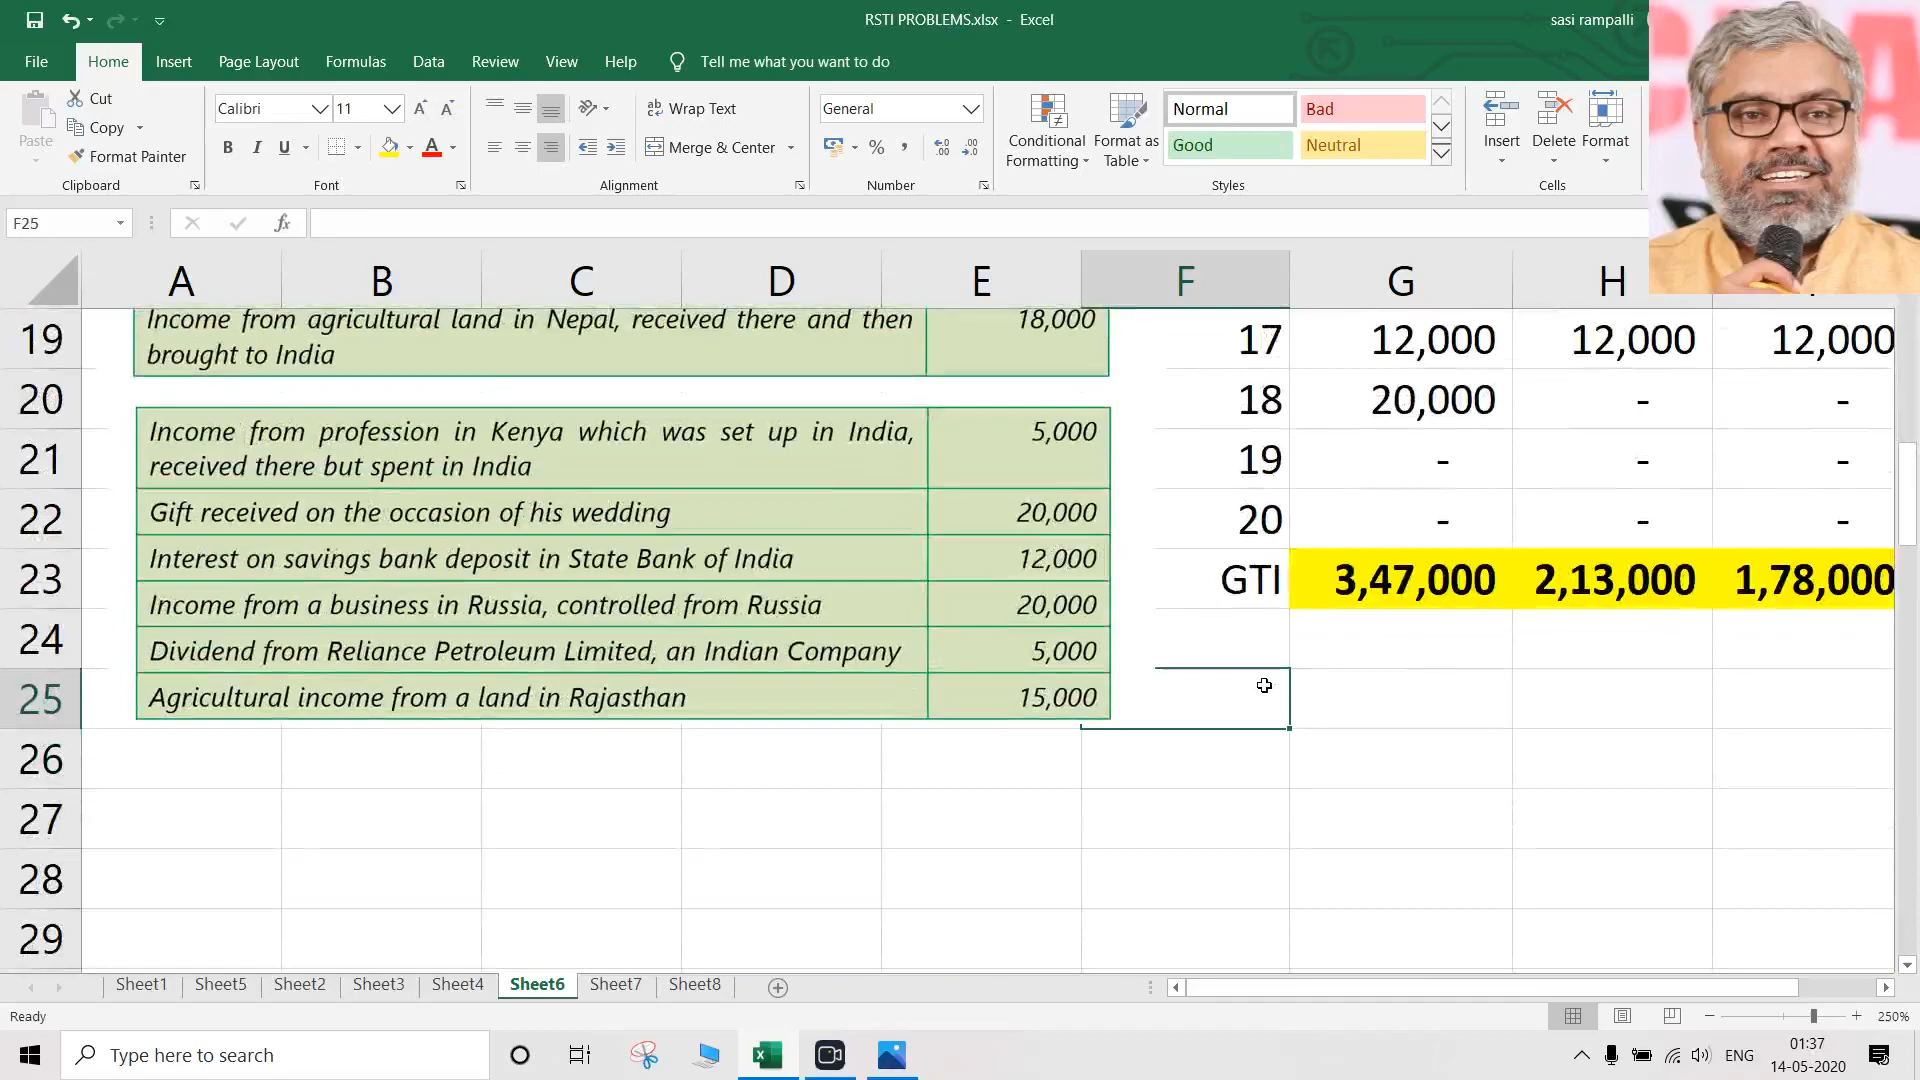 RSTI PROBLEMS.xlsx - Excel
sasi rampalli
File Home Insert Page Layout Formulas Data Review View Help Tell me what you want to do
Paste
Cut
Copy
Format Painter
Clipboard
Calibri 11
B I U
Font
Wrap Text
Merge & Center
Alignment
General
Number
Conditional Formatting
Format as Table
Normal Bad
Good Neutral
Styles
Insert Delete Format
Cells
F25
fx
A B C D E F G H
19 20 21 22 23 24 25 26 27 28 29
Income from agricultural land in Nepal, received there and then 18,000
brought to India
Income from profession in Kenya which was set up in India, 5,000
received there but spent in India
Gift received on the occasion of his wedding 20,000
Interest on savings bank deposit in State Bank of India 12,000
Income from a business in Russia, controlled from Russia 20,000
Dividend from Reliance Petroleum Limited, an Indian Company 5,000
Agricultural income from a land in Rajasthan 15,000
17 12,000 12,000 12,000
18 20,000 - -
19 - - -
20 - - -
GTI 3,47,000 2,13,000 1,78,000
Sheet1 Sheet5 Sheet2 Sheet3 Sheet4 Sheet6 Sheet7 Sheet8
Ready
250%
Type here to search
ENG
01:37
14-05-2020